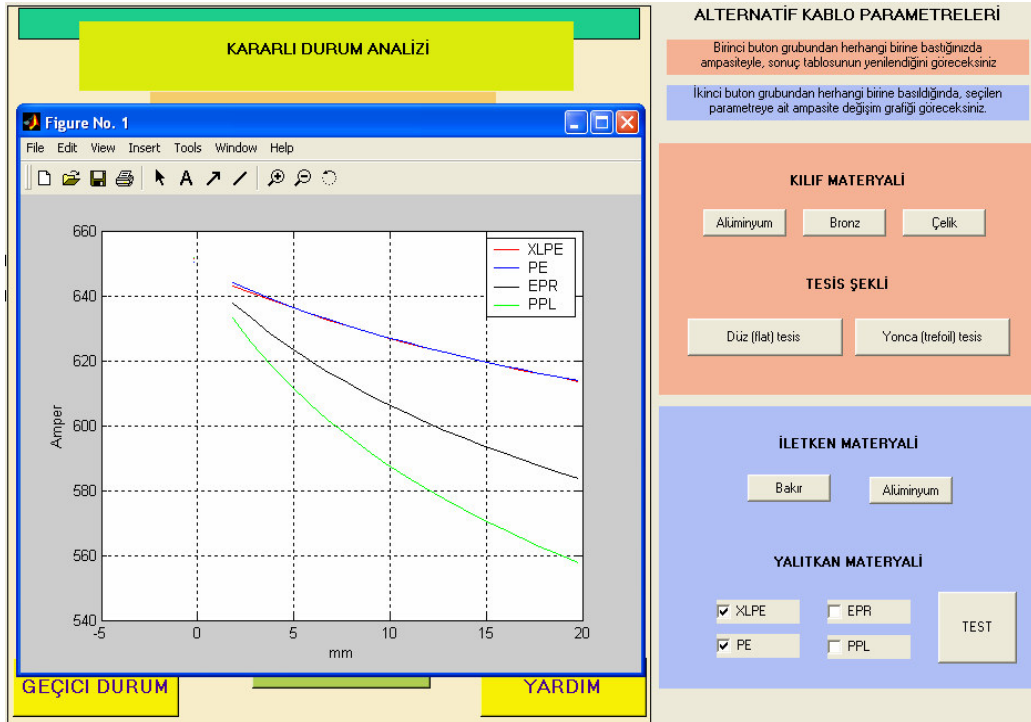 KARARLI DURUM ANALİZİ
Figure No. 1
File Edit View Insert Tools Window Help
660
640
620
600
580
560
540
-5
0
5
10
15
20
Amper
mm
XLPE
PE
EPR
PPL
GEÇICI DURUM
YARDIM
ALTERNATİF KABLO PARAMETRELERİ
Birinci buton grubundan herhangi birine bastığınızda
ampasiteyle, sonuç tablosunun yenilendiğini göreceksiniz
İkinci buton grubundan herhangi birine basıldığında, seçilen
parametreye ait ampasite değişim grafiği göreceksiniz.
KILIF MATERYALİ
Alüminyum
Bronz
Çelik
TESİS ŞEKLİ
Düz (flat) tesis
Yonca (trefoil) tesis
İLETKEN MATERYALİ
Bakır
Alüminyum
YALITKAN MATERYALİ
XLPE
EPR
PE
PPL
TEST